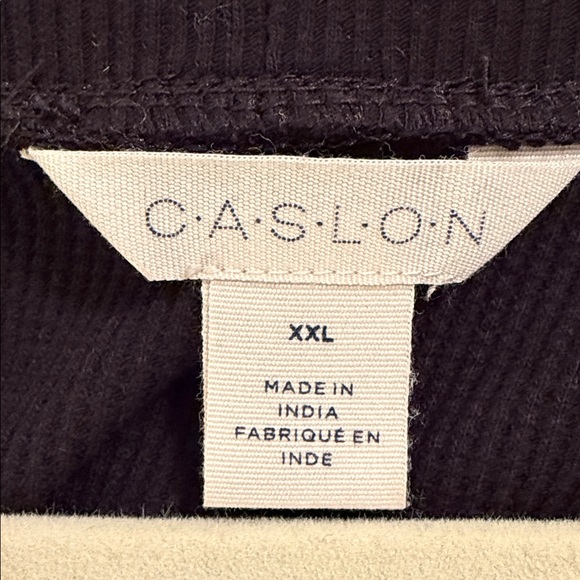 C·A·S·L·O·N
XXL
MADE IN
INDIA
FABRIQUÉ EN
INDE